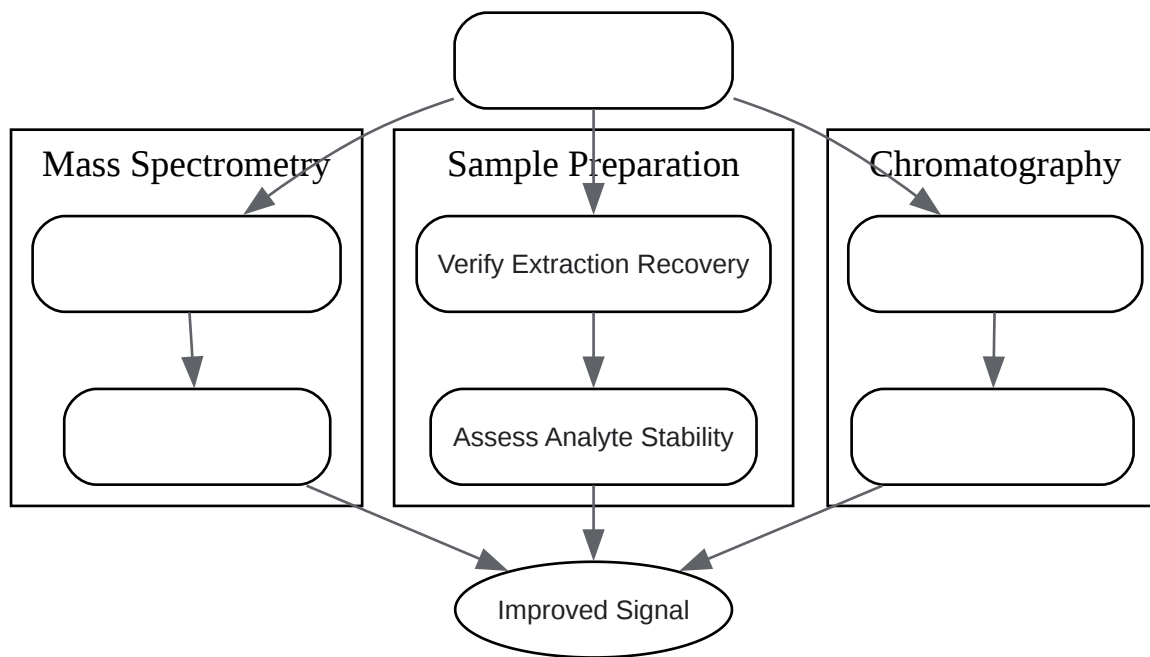 Mass Spectrometry
Sample Preparation
Chromatography
Verify Extraction Recovery
Assess Analyte Stability
Improved Signal